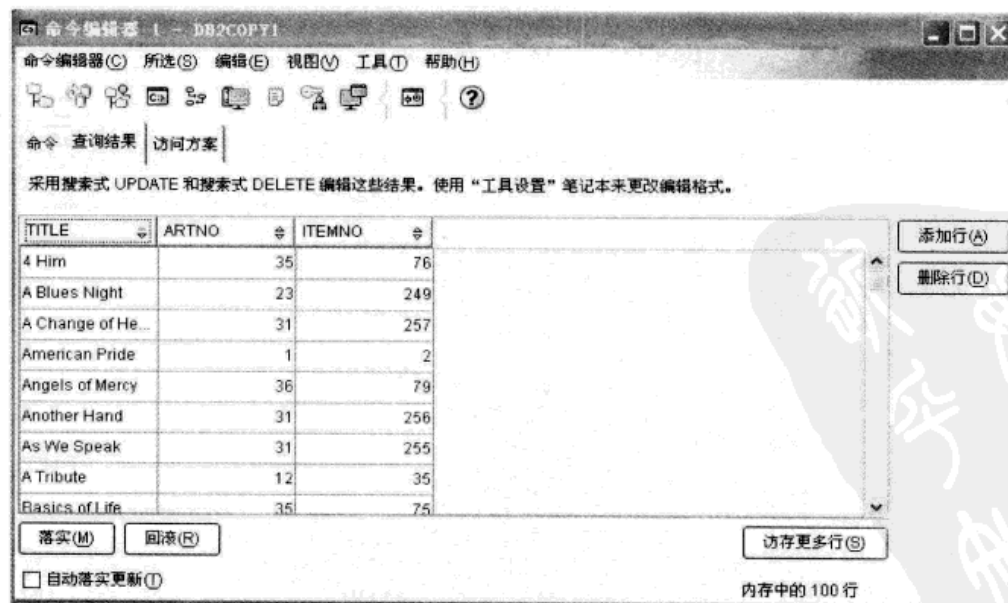 命令编辑器 1 - DB2COPY1
命令编辑器(C) 所选(S) 编辑(E) 视图(V) 工具(T) 帮助(H)
命令 查询结果 访问方案
采用搜索式 UPDATE 和搜索式 DELETE 编辑这些结果。使用“工具设置”笔记本来更改编辑格式。
TITLE ARTNO ITEMNO
添加行(A)
4 Him 35 76
删除行(D)
A Blues Night 23 249
A Change of He... 31 257
American Pride 1 2
Angels of Mercy 36 79
Another Hand 31 256
As We Speak 31 255
A Tribute 12 35
Basics of Life 35 75
落实(M) 回滚(R) 访存更多行(S)
自动落实更新(T)
内存中的 100 行